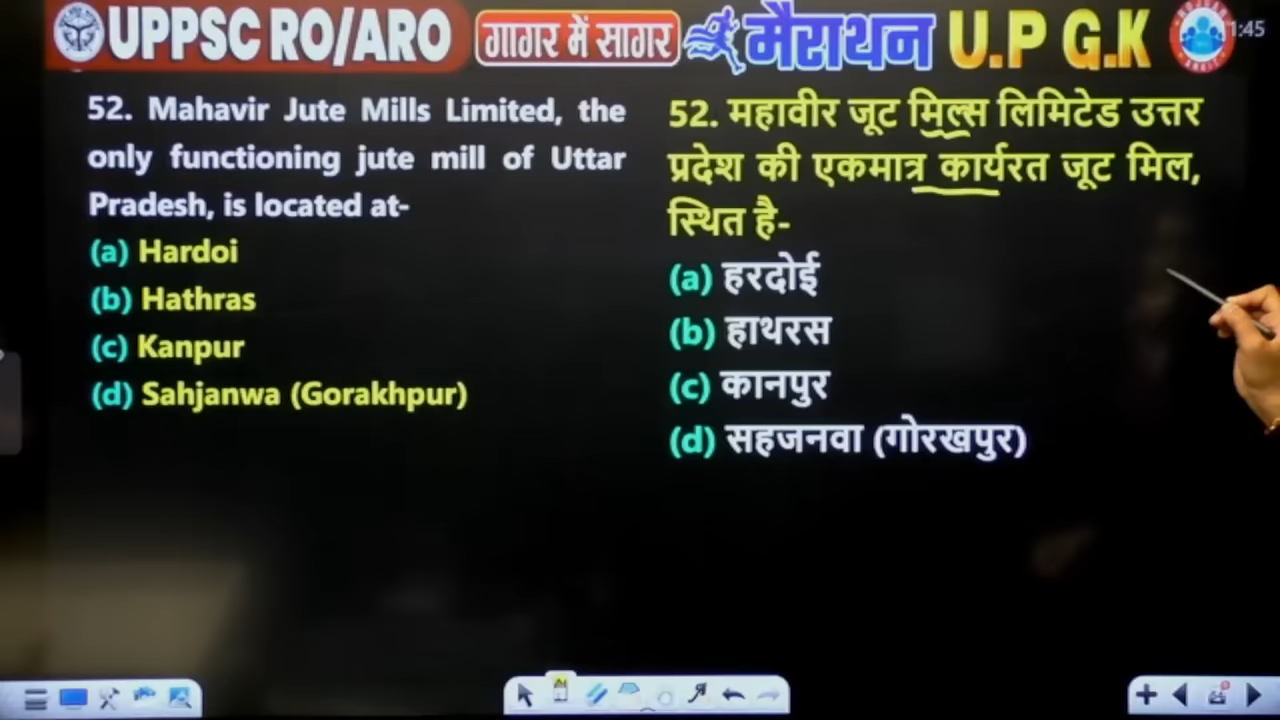 UPPSC RO/ARO गागर में सागर मैराथन U.P G.K
1:45
52. Mahavir Jute Mills Limited, the
only functioning jute mill of Uttar
Pradesh, is located at-
(a) Hardoi
(b) Hathras
(c) Kanpur
(d) Sahjanwa (Gorakhpur)
52. महावीर जूट मिल्स लिमिटेड उत्तर
प्रदेश की एकमात्र कार्यरत जूट मिल,
स्थित है-
(a) हरदोई
(b) हाथरस
(c) कानपुर
(d) सहजनवा (गोरखपुर)